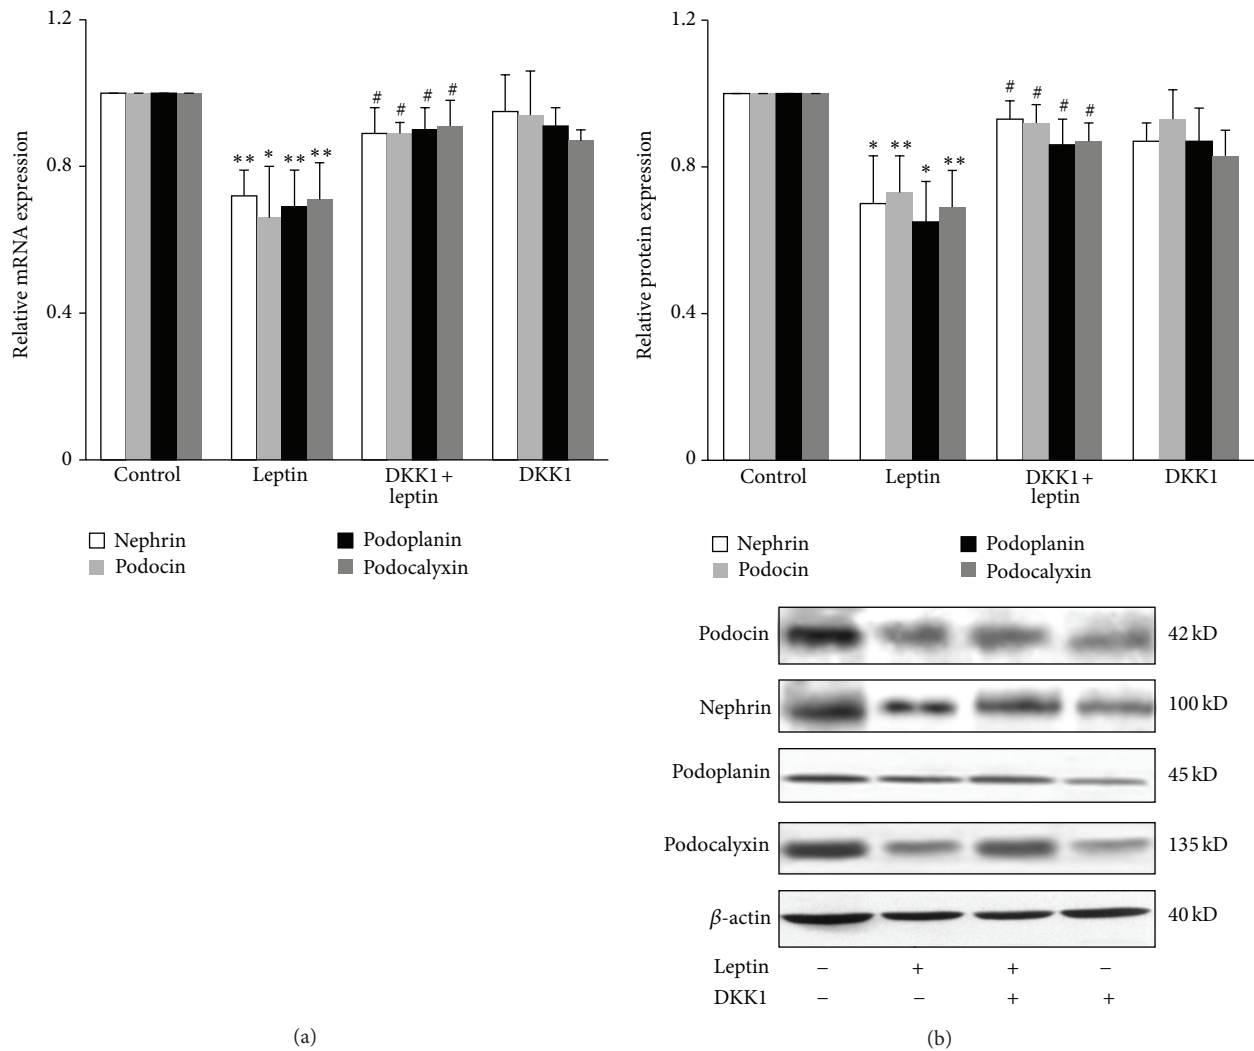 1.2
0.8
0.4
0
Relative mRNA expression
** * ** **
# # # #
Control Leptin DKK1 + leptin DKK1
Nephrin
Podocin
Podoplanin
Podocalyxin
(a)
1.2
0.8
0.4
0
Relative protein expression
* ** * **
# # # #
Control Leptin DKK1 + leptin DKK1
Nephrin
Podocin
Podoplanin
Podocalyxin
Podocin 42 kD
Nephrin 100 kD
Podoplanin 45 kD
Podocalyxin 135 kD
β-actin 40 kD
Leptin − + + −
DKK1 − − + +
(b)